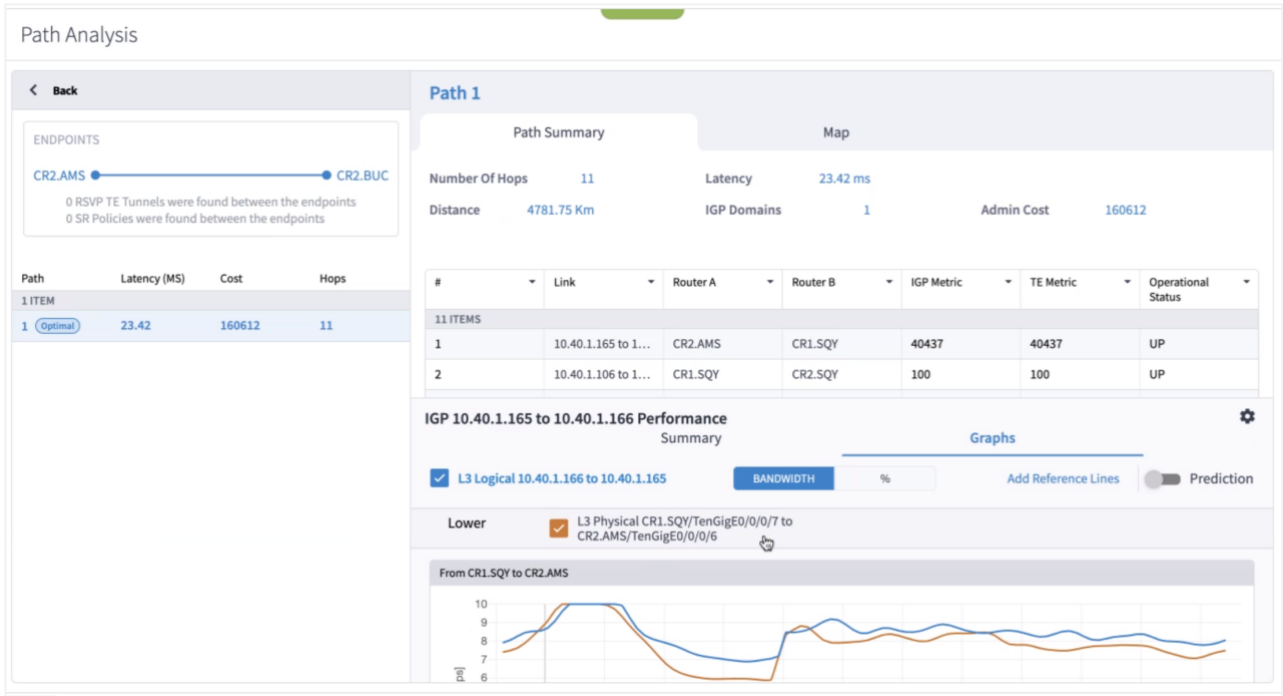 Path Analysis
Back
ENDPOINTS
CR2.AMS CR2.BUC
0 RSVP TE Tunnels were found between the endpoints
0 SR Policies were found between the endpoints
Path Latency (MS) Cost Hops
1 ITEM
1 Optimal 23.42 160612 11
Path 1
Path Summary Map
Number Of Hops 11 Latency 23.42 ms
Distance 4781.75 Km IGP Domains 1 Admin Cost 160612
# Link Router A Router B IGP Metric TE Metric Operational
Status
11 ITEMS
1 10.40.1.165 to 1... CR2.AMS CR1.SQY 40437 40437 UP
2 10.40.1.106 to 1... CR1.SQY CR2.SQY 100 100 UP
IGP 10.40.1.165 to 10.40.1.166 Performance
Summary Graphs
L3 Logical 10.40.1.166 to 10.40.1.165 BANDWIDTH % Add Reference Lines Prediction
Lower L3 Physical CR1.SQY/TenGigE0/0/0/7 to
CR2.AMS/TenGigE0/0/0/6
From CR1.SQY to CR2.AMS
10
9
8
7
6